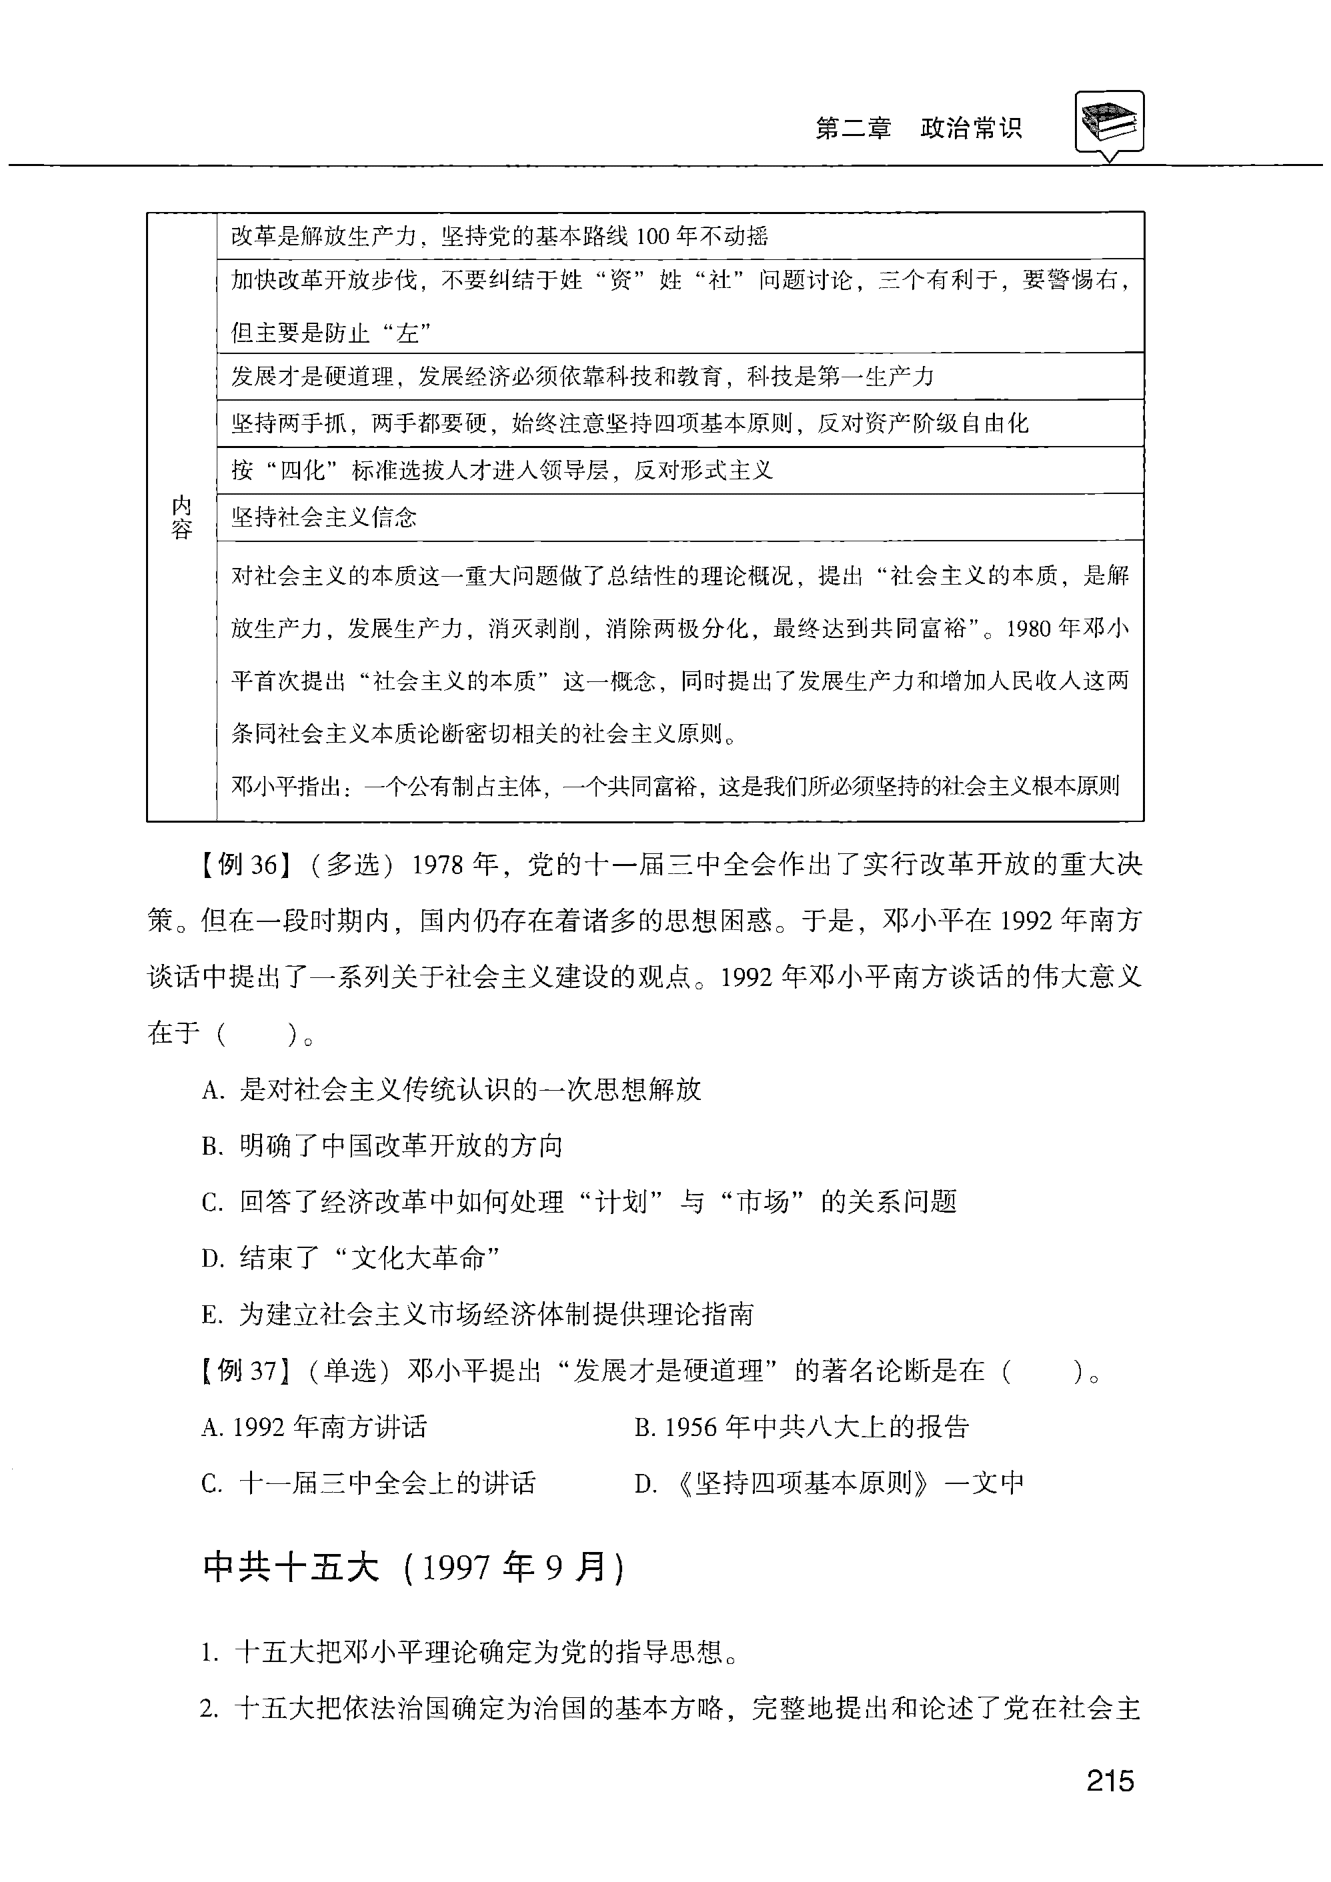 第二章 政治常识
改革是解放生产力，坚持党的基本路线 100 年不动摇
加快改革开放步伐，不要纠结于姓“资”姓“社”问题讨论，三个有利于，要警惕右，
但主要是防止“左”
发展才是硬道理，发展经济必须依靠科技和教育，科技是第一生产力
坚持两手抓，两手都要硬，始终注意坚持四项基本原则，反对资产阶级自由化
按“四化”标准选拔人才进入领导层，反对形式主义
内容
坚持社会主义信念
对社会主义的本质这一重大问题做了总结性的理论概况，提出“社会主义的本质，是解
放生产力，发展生产力，消灭剥削，消除两极分化，最终达到共同富裕”。1980 年邓小
平首次提出“社会主义的本质”这一概念，同时提出了发展生产力和增加人民收入这两
条同社会主义本质论断密切相关的社会主义原则。
邓小平指出：一个公有制占主体，一个共同富裕，这是我们所必须坚持的社会主义根本原则
【例 36】（多选）1978 年，党的十一届三中全会作出了实行改革开放的重大决
策。但在一段时期内，国内仍存在着诸多的思想困惑。于是，邓小平在 1992 年南方
谈话中提出了一系列关于社会主义建设的观点。1992 年邓小平南方谈话的伟大意义
在于（　　）。
A. 是对社会主义传统认识的一次思想解放
B. 明确了中国改革开放的方向
C. 回答了经济改革中如何处理“计划”与“市场”的关系问题
D. 结束了“文化大革命”
E. 为建立社会主义市场经济体制提供理论指南
【例 37】（单选）邓小平提出“发展才是硬道理”的著名论断是在（　　）。
A. 1992 年南方讲话 B. 1956 年中共八大上的报告
C. 十一届三中全会上的讲话 D. 《坚持四项基本原则》一文中
中共十五大（1997 年 9 月）
1. 十五大把邓小平理论确定为党的指导思想。
2. 十五大把依法治国确定为治国的基本方略，完整地提出和论述了党在社会主
215